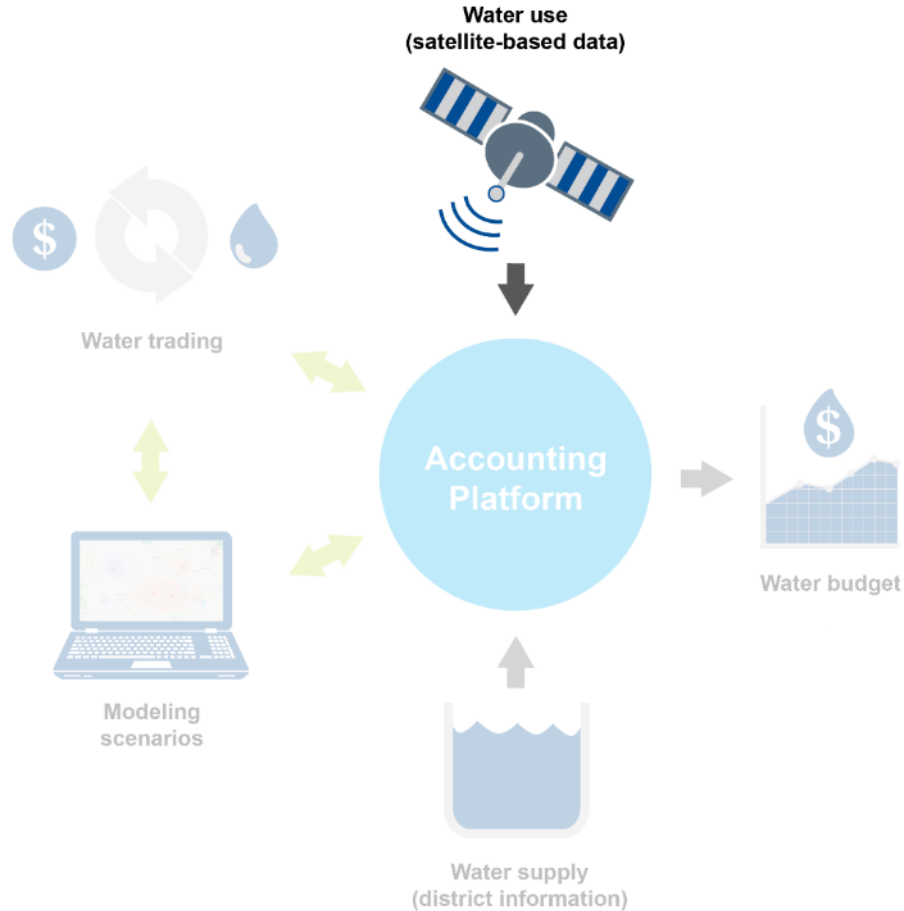 Water use
(satellite-based data)
$
Water trading
Accounting
Platform
$
Water budget
Modeling
scenarios
Water supply
(district information)